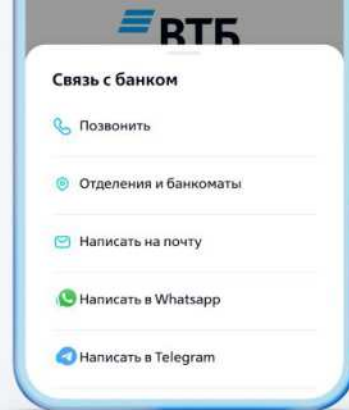 ВТБ
Связь с банком
Позвонить
Отделения и банкоматы
Написать на почту
Написать в Whatsapp
Написать в Telegram